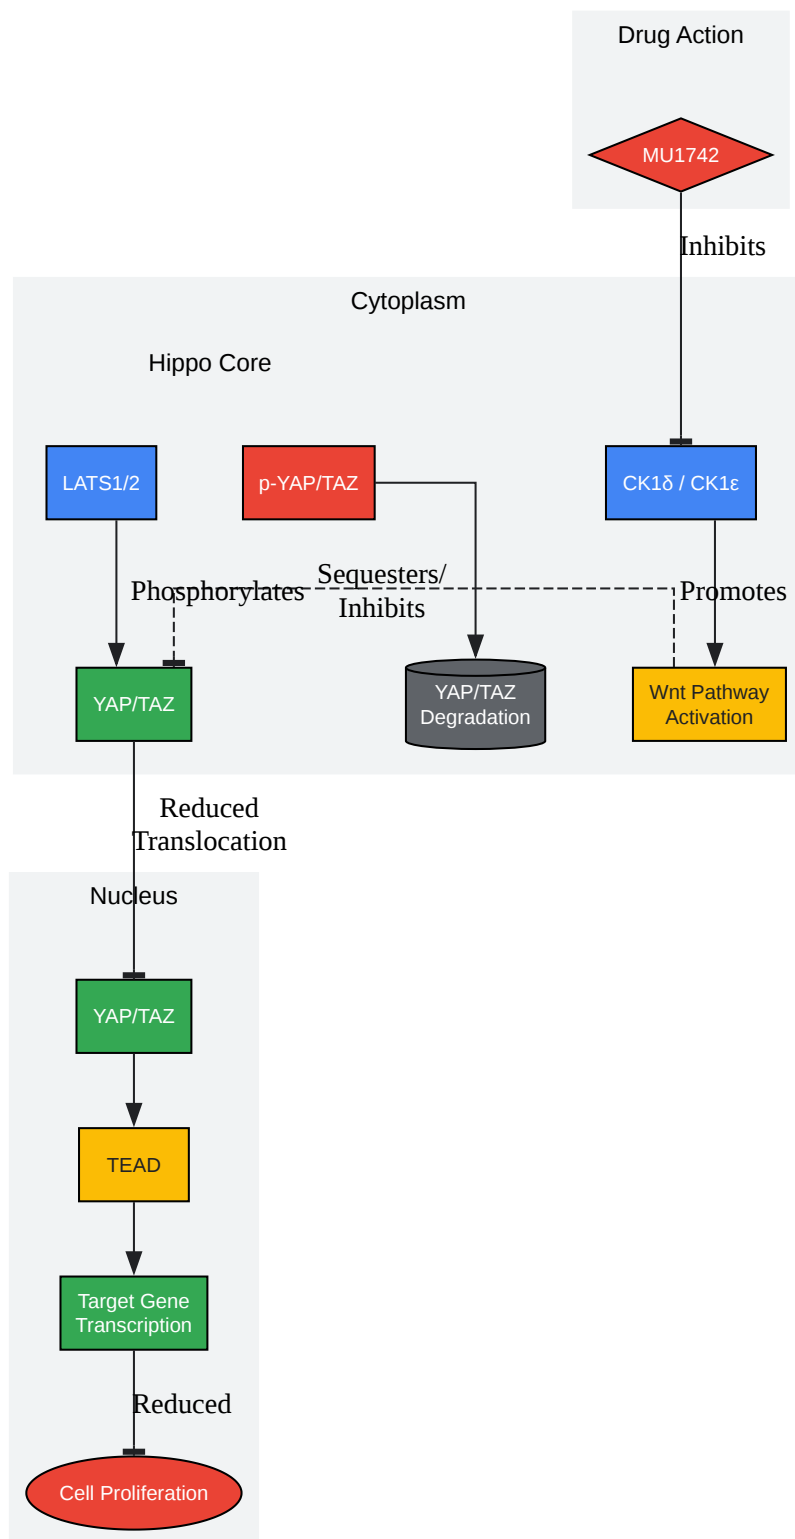 Drug Action
MU1742
Inhibits
Cytoplasm
Hippo Core
LATS1/2
p-YAP/TAZ
CK1δ / CK1ε
Phosphorylates
Sequesters/
Inhibits
Promotes
YAP/TAZ
YAP/TAZ
Degradation
Wnt Pathway
Activation
Reduced
Translocation
Nucleus
YAP/TAZ
TEAD
Target Gene
Transcription
Reduced
Cell Proliferation